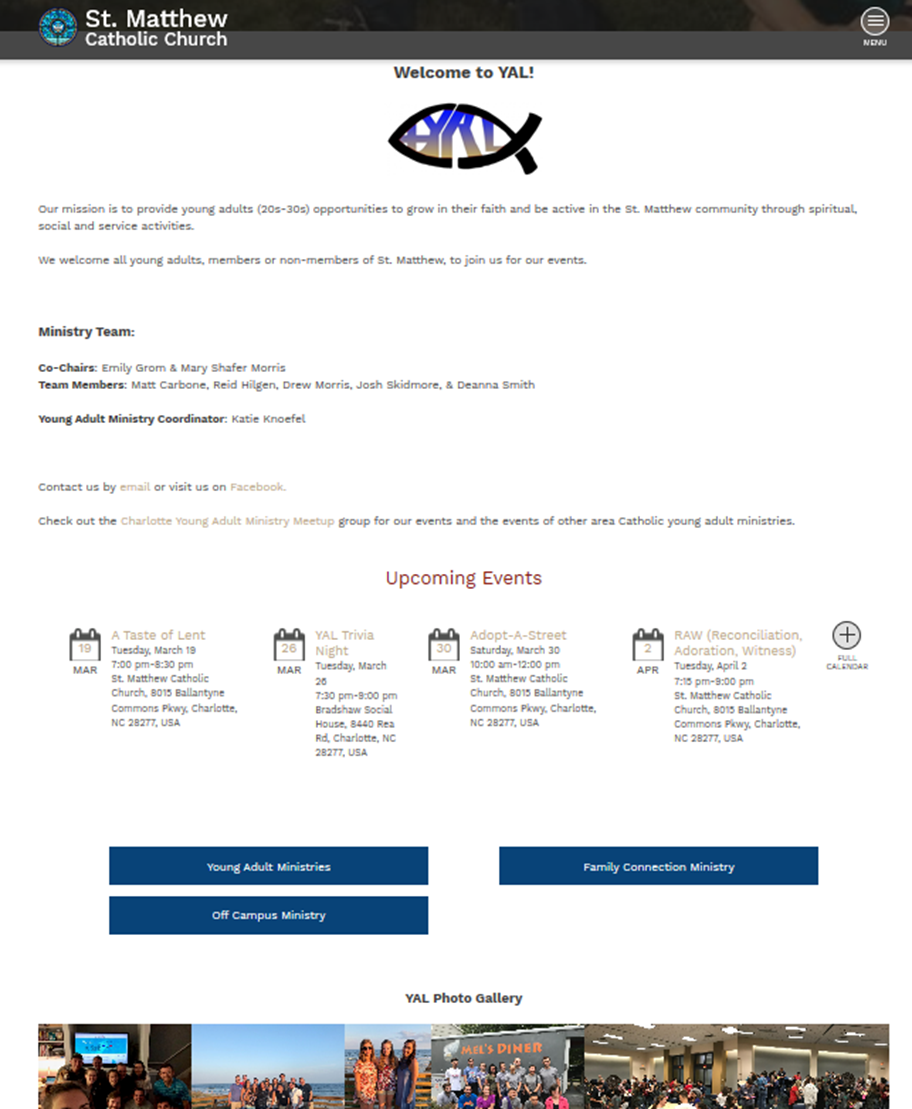 St. Matthew
Catholic Church
MENU
Welcome to YAL!
YAL
Our mission is to provide young adults (20s-30s) opportunities to grow in their faith and be active in the St. Matthew community through spiritual,
social and service activities.
We welcome all young adults, members or non-members of St. Matthew, to join us for our events.
Ministry Team:
Co-Chairs: Emily Grom & Mary Shafer Morris
Team Members: Matt Carbone, Reid Hilgen, Drew Morris, Josh Skidmore, & Deanna Smith
Young Adult Ministry Coordinator: Katie Knoefel
Contact us by email or visit us on Facebook.
Check out the Charlotte Young Adult Ministry Meetup group for our events and the events of other area Catholic young adult ministries.
Upcoming Events
19
MAR
A Taste of Lent
Tuesday, March 19
7:00 pm-8:30 pm
St. Matthew Catholic
Church, 8015 Ballantyne
Commons Pkwy, Charlotte,
NC 28277, USA
26
MAR
YAL Trivia
Night
Tuesday, March
26
7:30 pm-9:00 pm
Bradshaw Social
House, 8440 Rea
Rd, Charlotte, NC
28277, USA
30
MAR
Adopt-A-Street
Saturday, March 30
10:00 am-12:00 pm
St. Matthew Catholic
Church, 8015 Ballantyne
Commons Pkwy, Charlotte,
NC 28277, USA
2
APR
RAW (Reconciliation,
Adoration, Witness)
Tuesday, April 2
7:15 pm-9:00 pm
St. Matthew Catholic
Church, 8015 Ballantyne
Commons Pkwy, Charlotte,
NC 28277, USA
FULL
CALENDAR
Young Adult Ministries
Family Connection Ministry
Off Campus Ministry
YAL Photo Gallery
MEL'S DINER